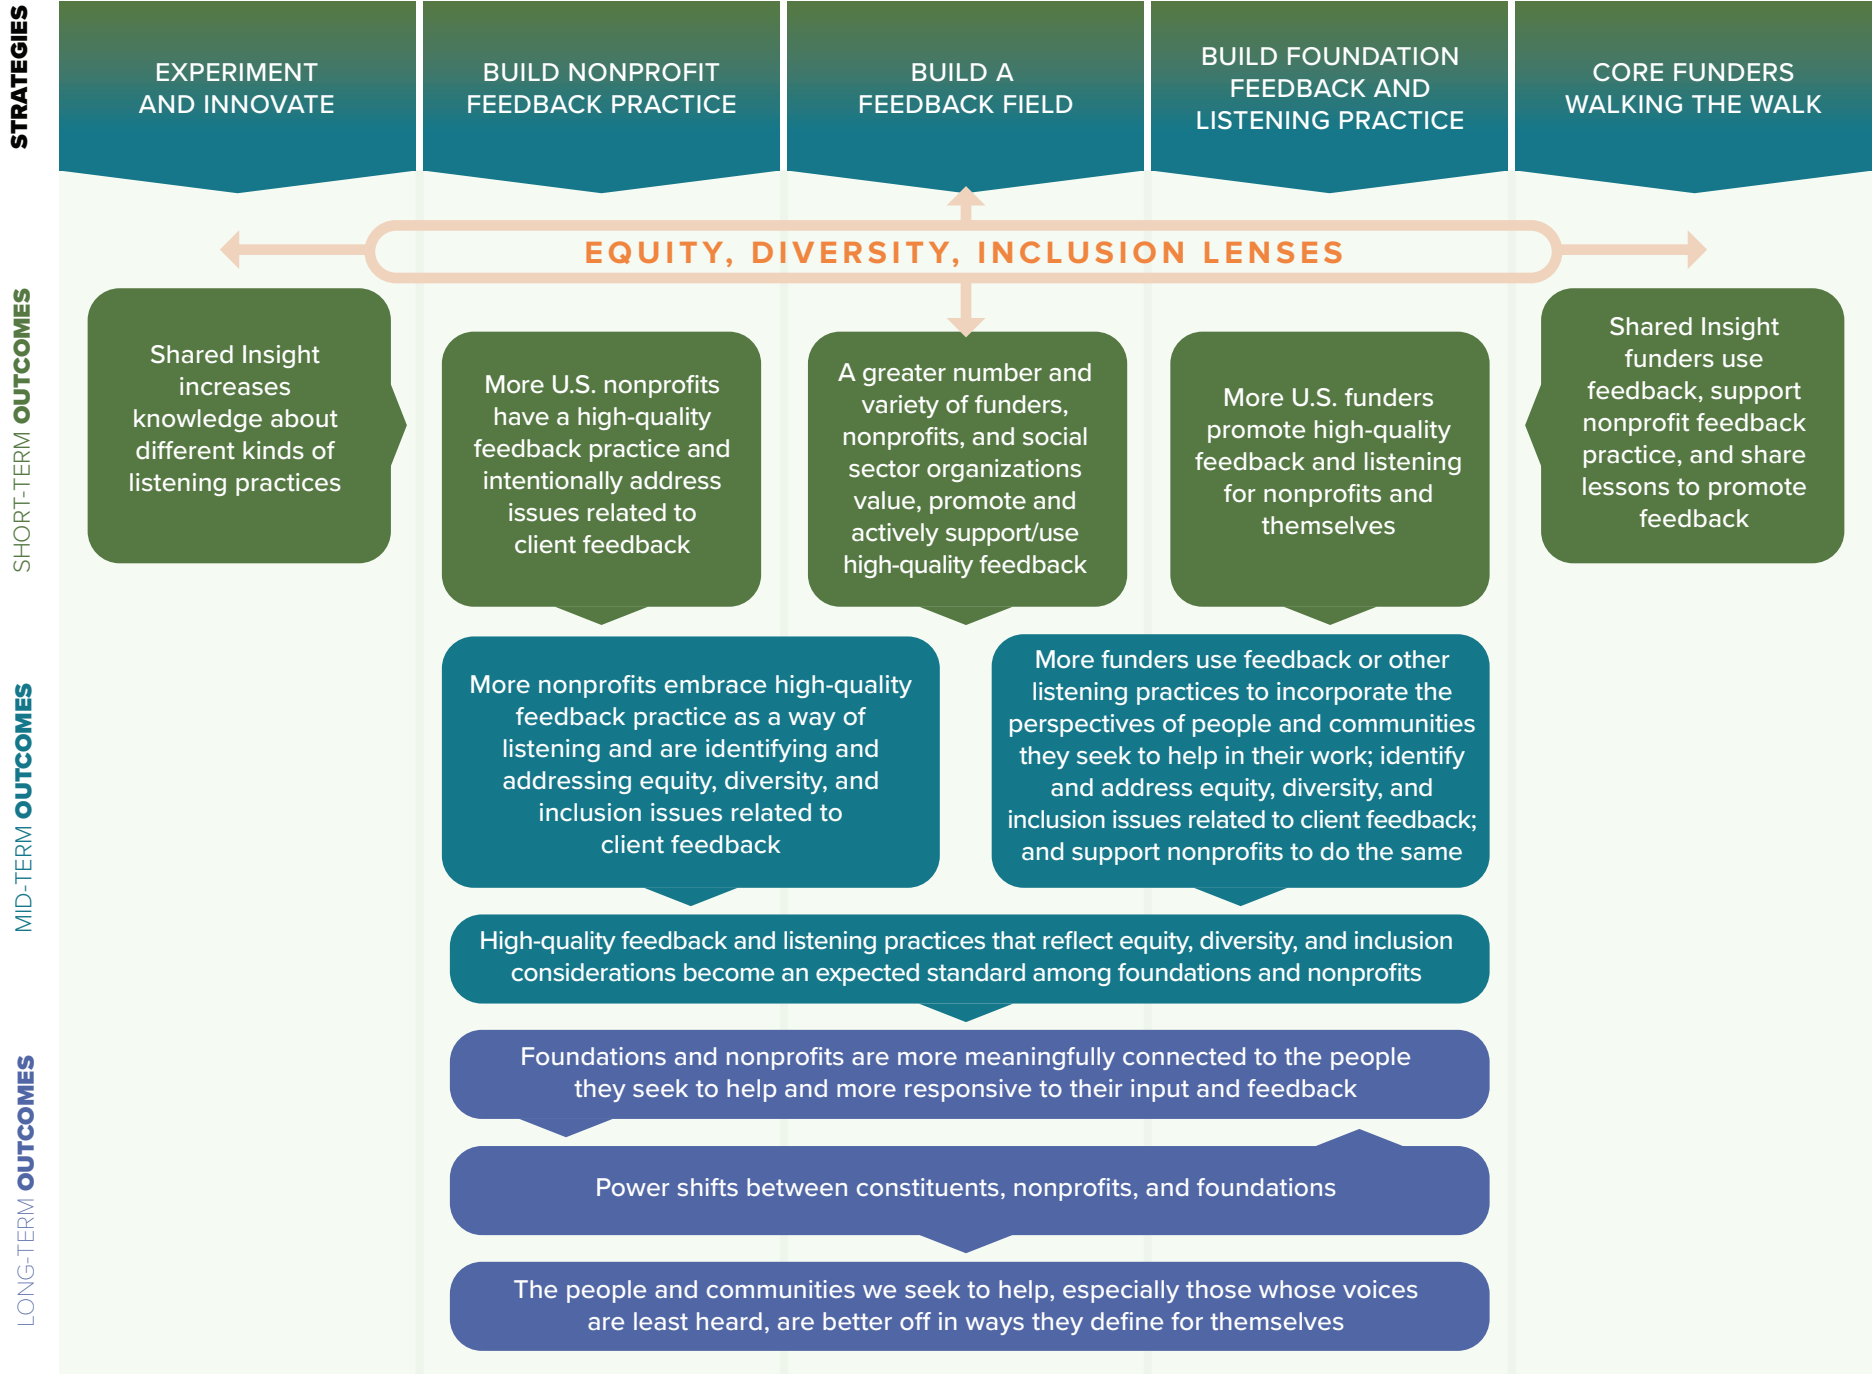 STRATEGIES
EXPERIMENT
AND INNOVATE
BUILD NONPROFIT
FEEDBACK PRACTICE
BUILD A
FEEDBACK FIELD
BUILD FOUNDATION
FEEDBACK AND
LISTENING PRACTICE
CORE FUNDERS
WALKING THE WALK
EQUITY, DIVERSITY, INCLUSION LENSES
SHORT-TERM OUTCOMES
Shared Insight
increases
knowledge about
different kinds of
listening practices
More U.S. nonprofits
have a high-quality
feedback practice and
intentionally address
issues related to
client feedback
A greater number and
variety of funders,
nonprofits, and social
sector organizations
value, promote and
actively support/use
high-quality feedback
More U.S. funders
promote high-quality
feedback and listening
for nonprofits and
themselves
Shared Insight
funders use
feedback, support
nonprofit feedback
practice, and share
lessons to promote
feedback
MID-TERM OUTCOMES
More nonprofits embrace high-quality
feedback practice as a way of
listening and are identifying and
addressing equity, diversity, and
inclusion issues related to
client feedback
More funders use feedback or other
listening practices to incorporate the
perspectives of people and communities
they seek to help in their work; identify
and address equity, diversity, and
inclusion issues related to client feedback;
and support nonprofits to do the same
High-quality feedback and listening practices that reflect equity, diversity, and inclusion
considerations become an expected standard among foundations and nonprofits
LONG-TERM OUTCOMES
Foundations and nonprofits are more meaningfully connected to the people
they seek to help and more responsive to their input and feedback
Power shifts between constituents, nonprofits, and foundations
The people and communities we seek to help, especially those whose voices
are least heard, are better off in ways they define for themselves